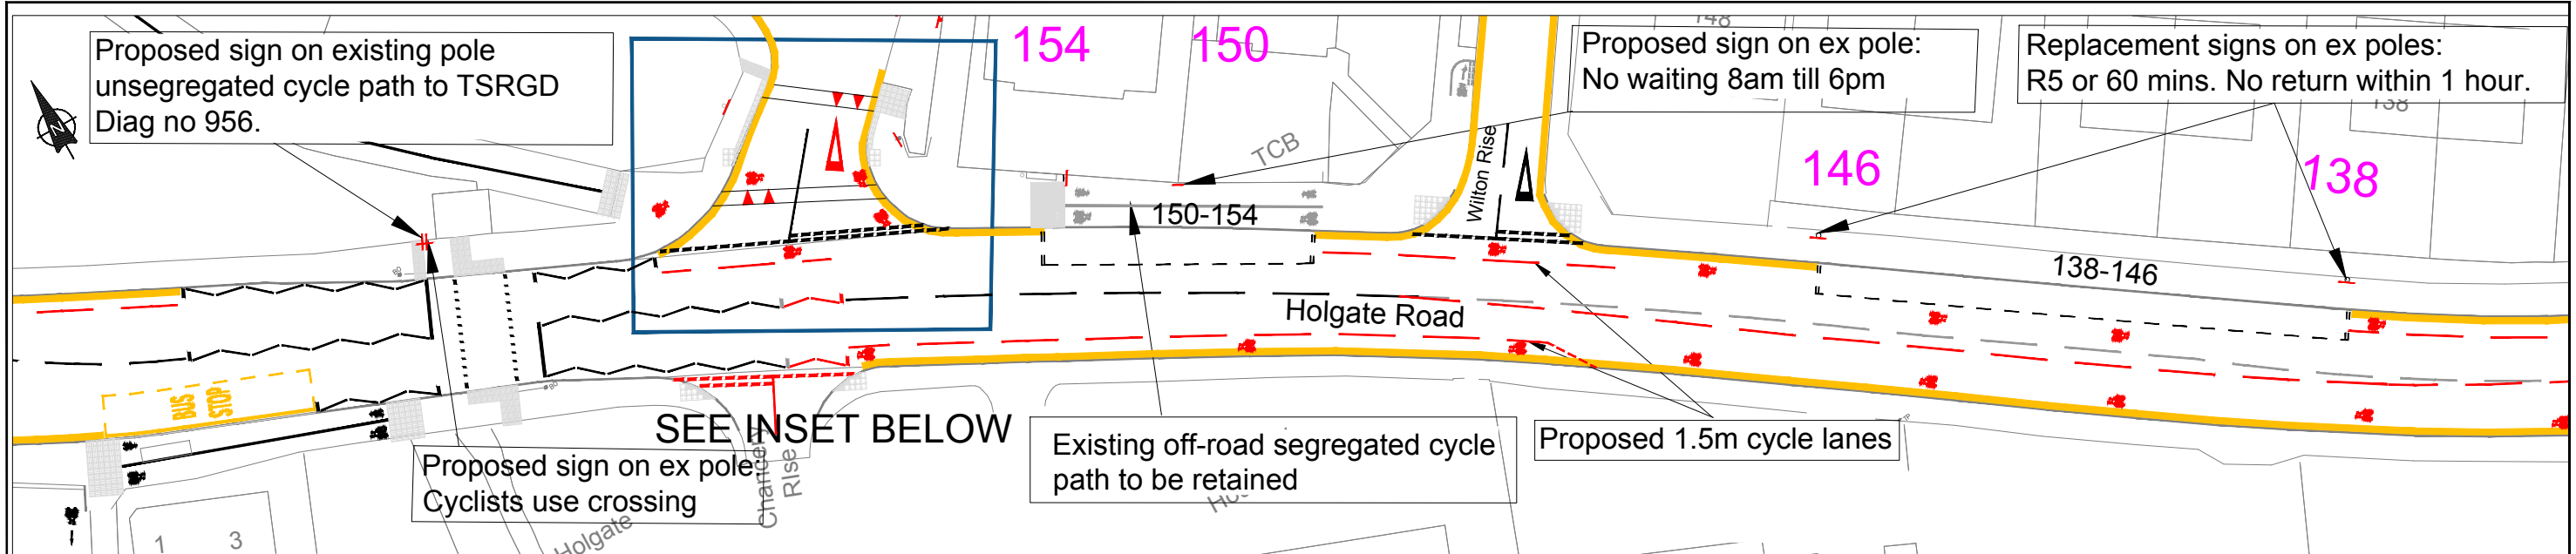 148
Proposed sign on existing pole
unsegregated cycle path to TSRGD
Diag no 956.
154
150
Proposed sign on ex pole:
No waiting 8am till 6pm
Replacement signs on ex poles:
R5 or 60 mins. No return within 1 hour.
138
N
TCB
Wilton Rise
146
138
150-154
138-146
Holgate Road
BUS
STOP
SEE INSET BELOW
Existing off-road segregated cycle
path to be retained
Proposed 1.5m cycle lanes
Proposed sign on ex pole:
Cyclists use crossing
Chancery
Rise
1
3
Holgate